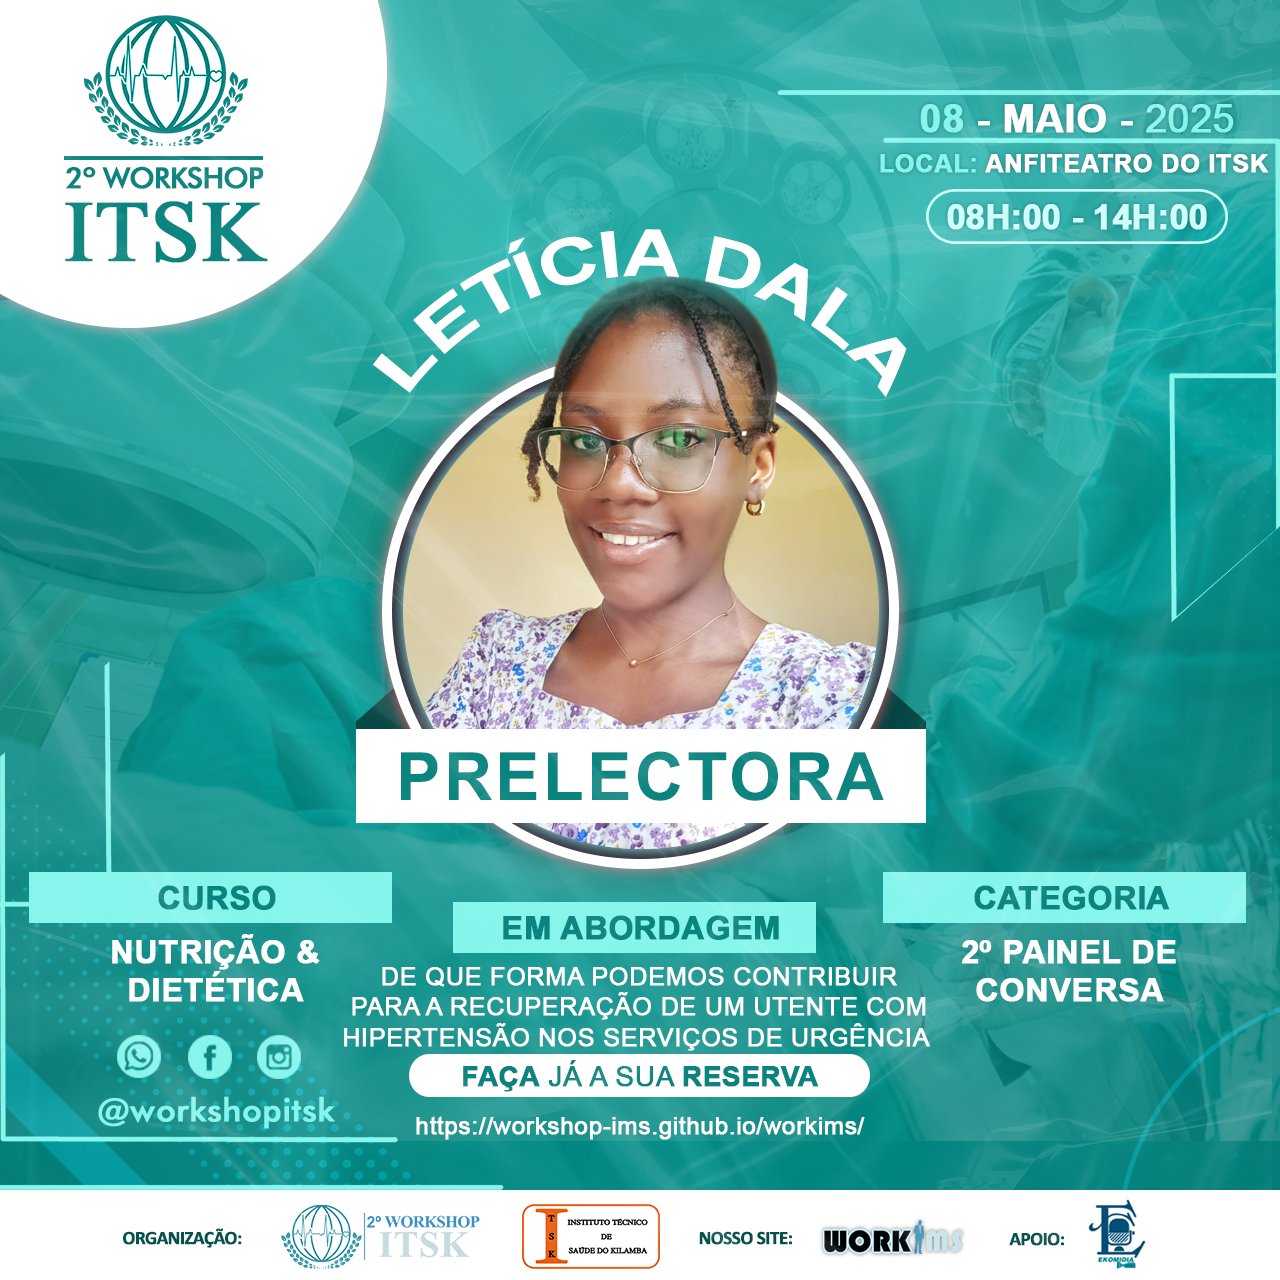 2º WORKSHOP
ITSK
08 - MAIO - 2025
LOCAL: ANFITEATRO DO ITSK
08H:00 - 14H:00
LETÍCIA DALA
PRELECTORA
CURSO
NUTRIÇÃO &
DIETÉTICA
@workshopitsk
EM ABORDAGEM
DE QUE FORMA PODEMOS CONTRIBUIR
PARA A RECUPERAÇÃO DE UM UTENTE COM
HIPERTENSÃO NOS SERVIÇOS DE URGÊNCIA
FAÇA JÁ A SUA RESERVA
https://workshop-ims.github.io/workims/
CATEGORIA
2º PAINEL DE
CONVERSA
ORGANIZAÇÃO:
2º WORKSHOP
ITSK
ITSK
INSTITUTO TÉCNICO
DE
SAÚDE DO KILAMBA
NOSSO SITE:
WORKIMS
APOIO:
EKOMIDIA